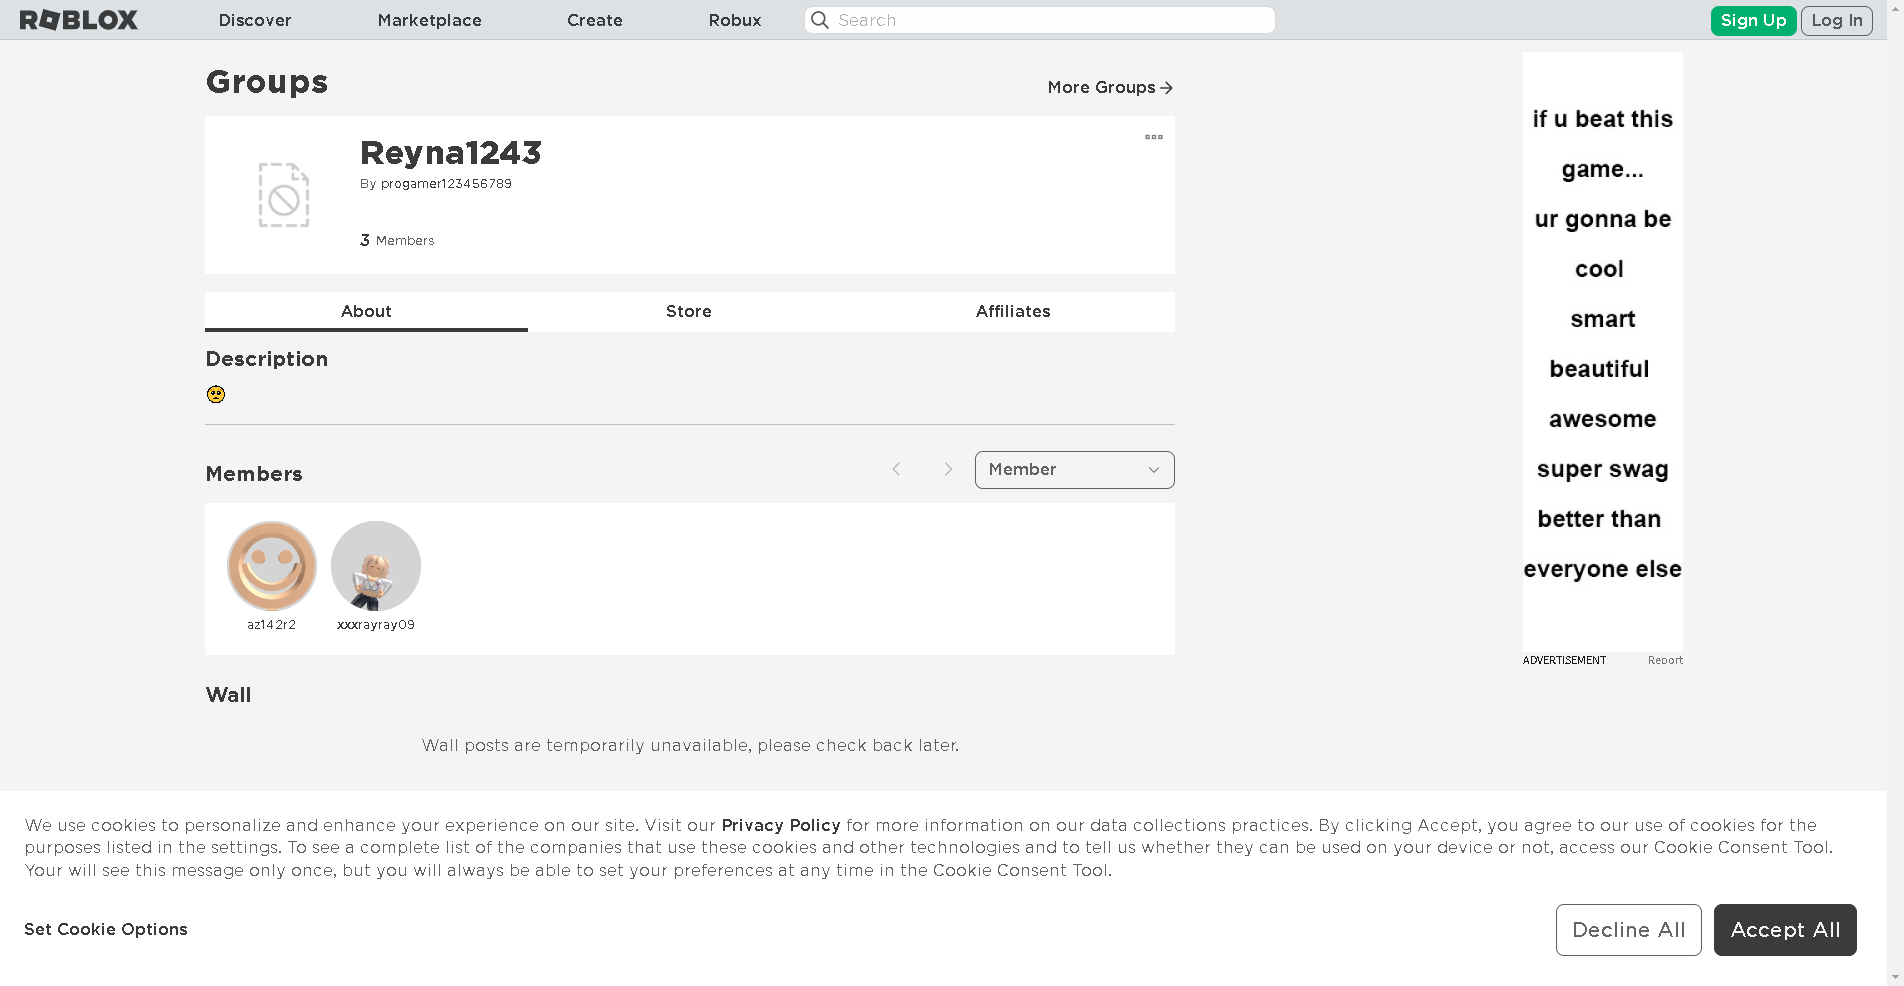 ROBLOX
Discover
Marketplace
Create
Robux
Search
Sign Up
Log In
Groups
More Groups
Reyna1243
By progamer123456789
3 Members
About
Store
Affiliates
Description
Members
Member
az142r2
xxxrayray09
Wall
Wall posts are temporarily unavailable, please check back later.
if u beat this
game...
ur gonna be
cool
smart
beautiful
awesome
super swag
better than
everyone else
ADVERTISEMENT
Report
We use cookies to personalize and enhance your experience on our site. Visit our Privacy Policy for more information on our data collections practices. By clicking Accept, you agree to our use of cookies for the
purposes listed in the settings. To see a complete list of the companies that use these cookies and other technologies and to tell us whether they can be used on your device or not, access our Cookie Consent Tool.
Your will see this message only once, but you will always be able to set your preferences at any time in the Cookie Consent Tool.
Set Cookie Options
Decline All
Accept All